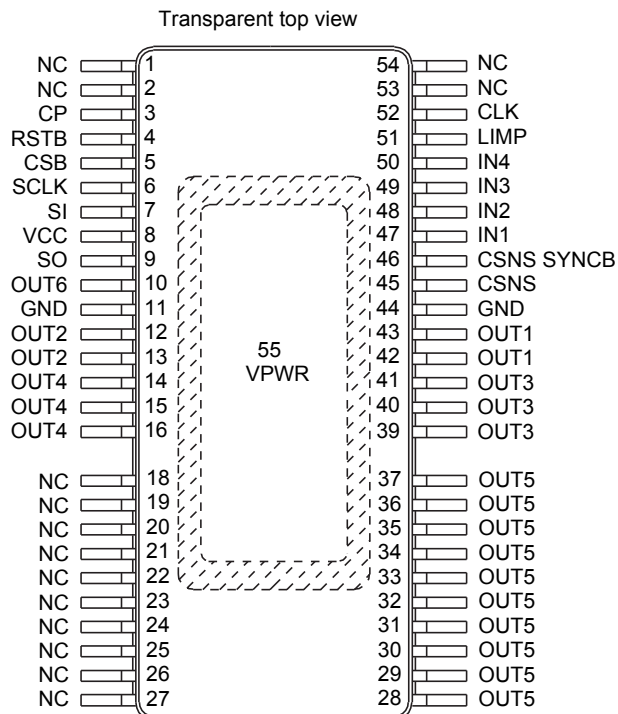 Transparent top view
NC 1 54 NC
NC 2 53 NC
CP 3 52 CLK
RSTB 4 51 LIMP
CSB 5 50 IN4
SCLK 6 49 IN3
SI 7 48 IN2
VCC 8 47 IN1
SO 9 46 CSNS SYNCB
OUT6 10 45 CSNS
GND 11 44 GND
OUT2 12 43 OUT1
OUT2 13 42 OUT1
55
VPWR
OUT4 14 41 OUT3
OUT4 15 40 OUT3
OUT4 16 39 OUT3
NC 18 37 OUT5
NC 19 36 OUT5
NC 20 35 OUT5
NC 21 34 OUT5
NC 22 33 OUT5
NC 23 32 OUT5
NC 24 31 OUT5
NC 25 30 OUT5
NC 26 29 OUT5
NC 27 28 OUT5